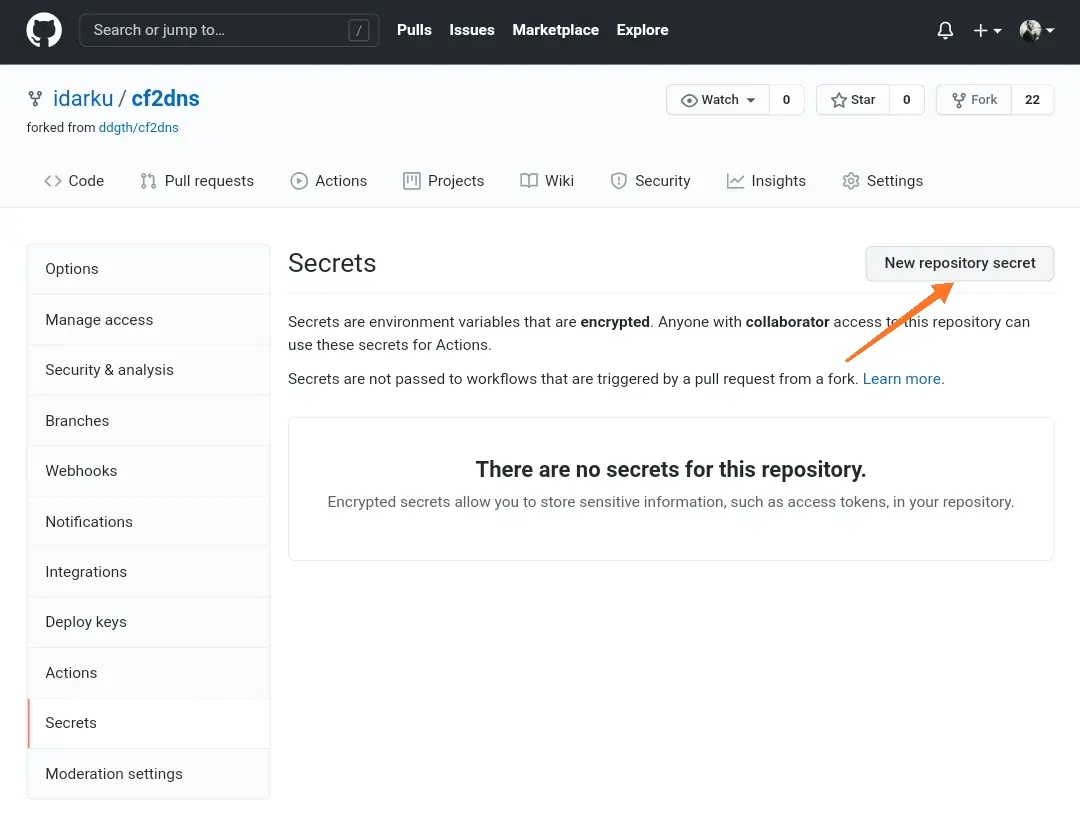 Search or jump to… /
Pulls Issues Marketplace Explore
idarku / cf2dns
Watch 0 Star 0 Fork 22
forked from ddgth/cf2dns
Code Pull requests Actions Projects Wiki Security Insights Settings
Options
Manage access
Security & analysis
Branches
Webhooks
Notifications
Integrations
Deploy keys
Actions
Secrets
Moderation settings
Secrets
New repository secret
Secrets are environment variables that are encrypted. Anyone with collaborator access to this repository can
use these secrets for Actions.
Secrets are not passed to workflows that are triggered by a pull request from a fork. Learn more.
There are no secrets for this repository.
Encrypted secrets allow you to store sensitive information, such as access tokens, in your repository.